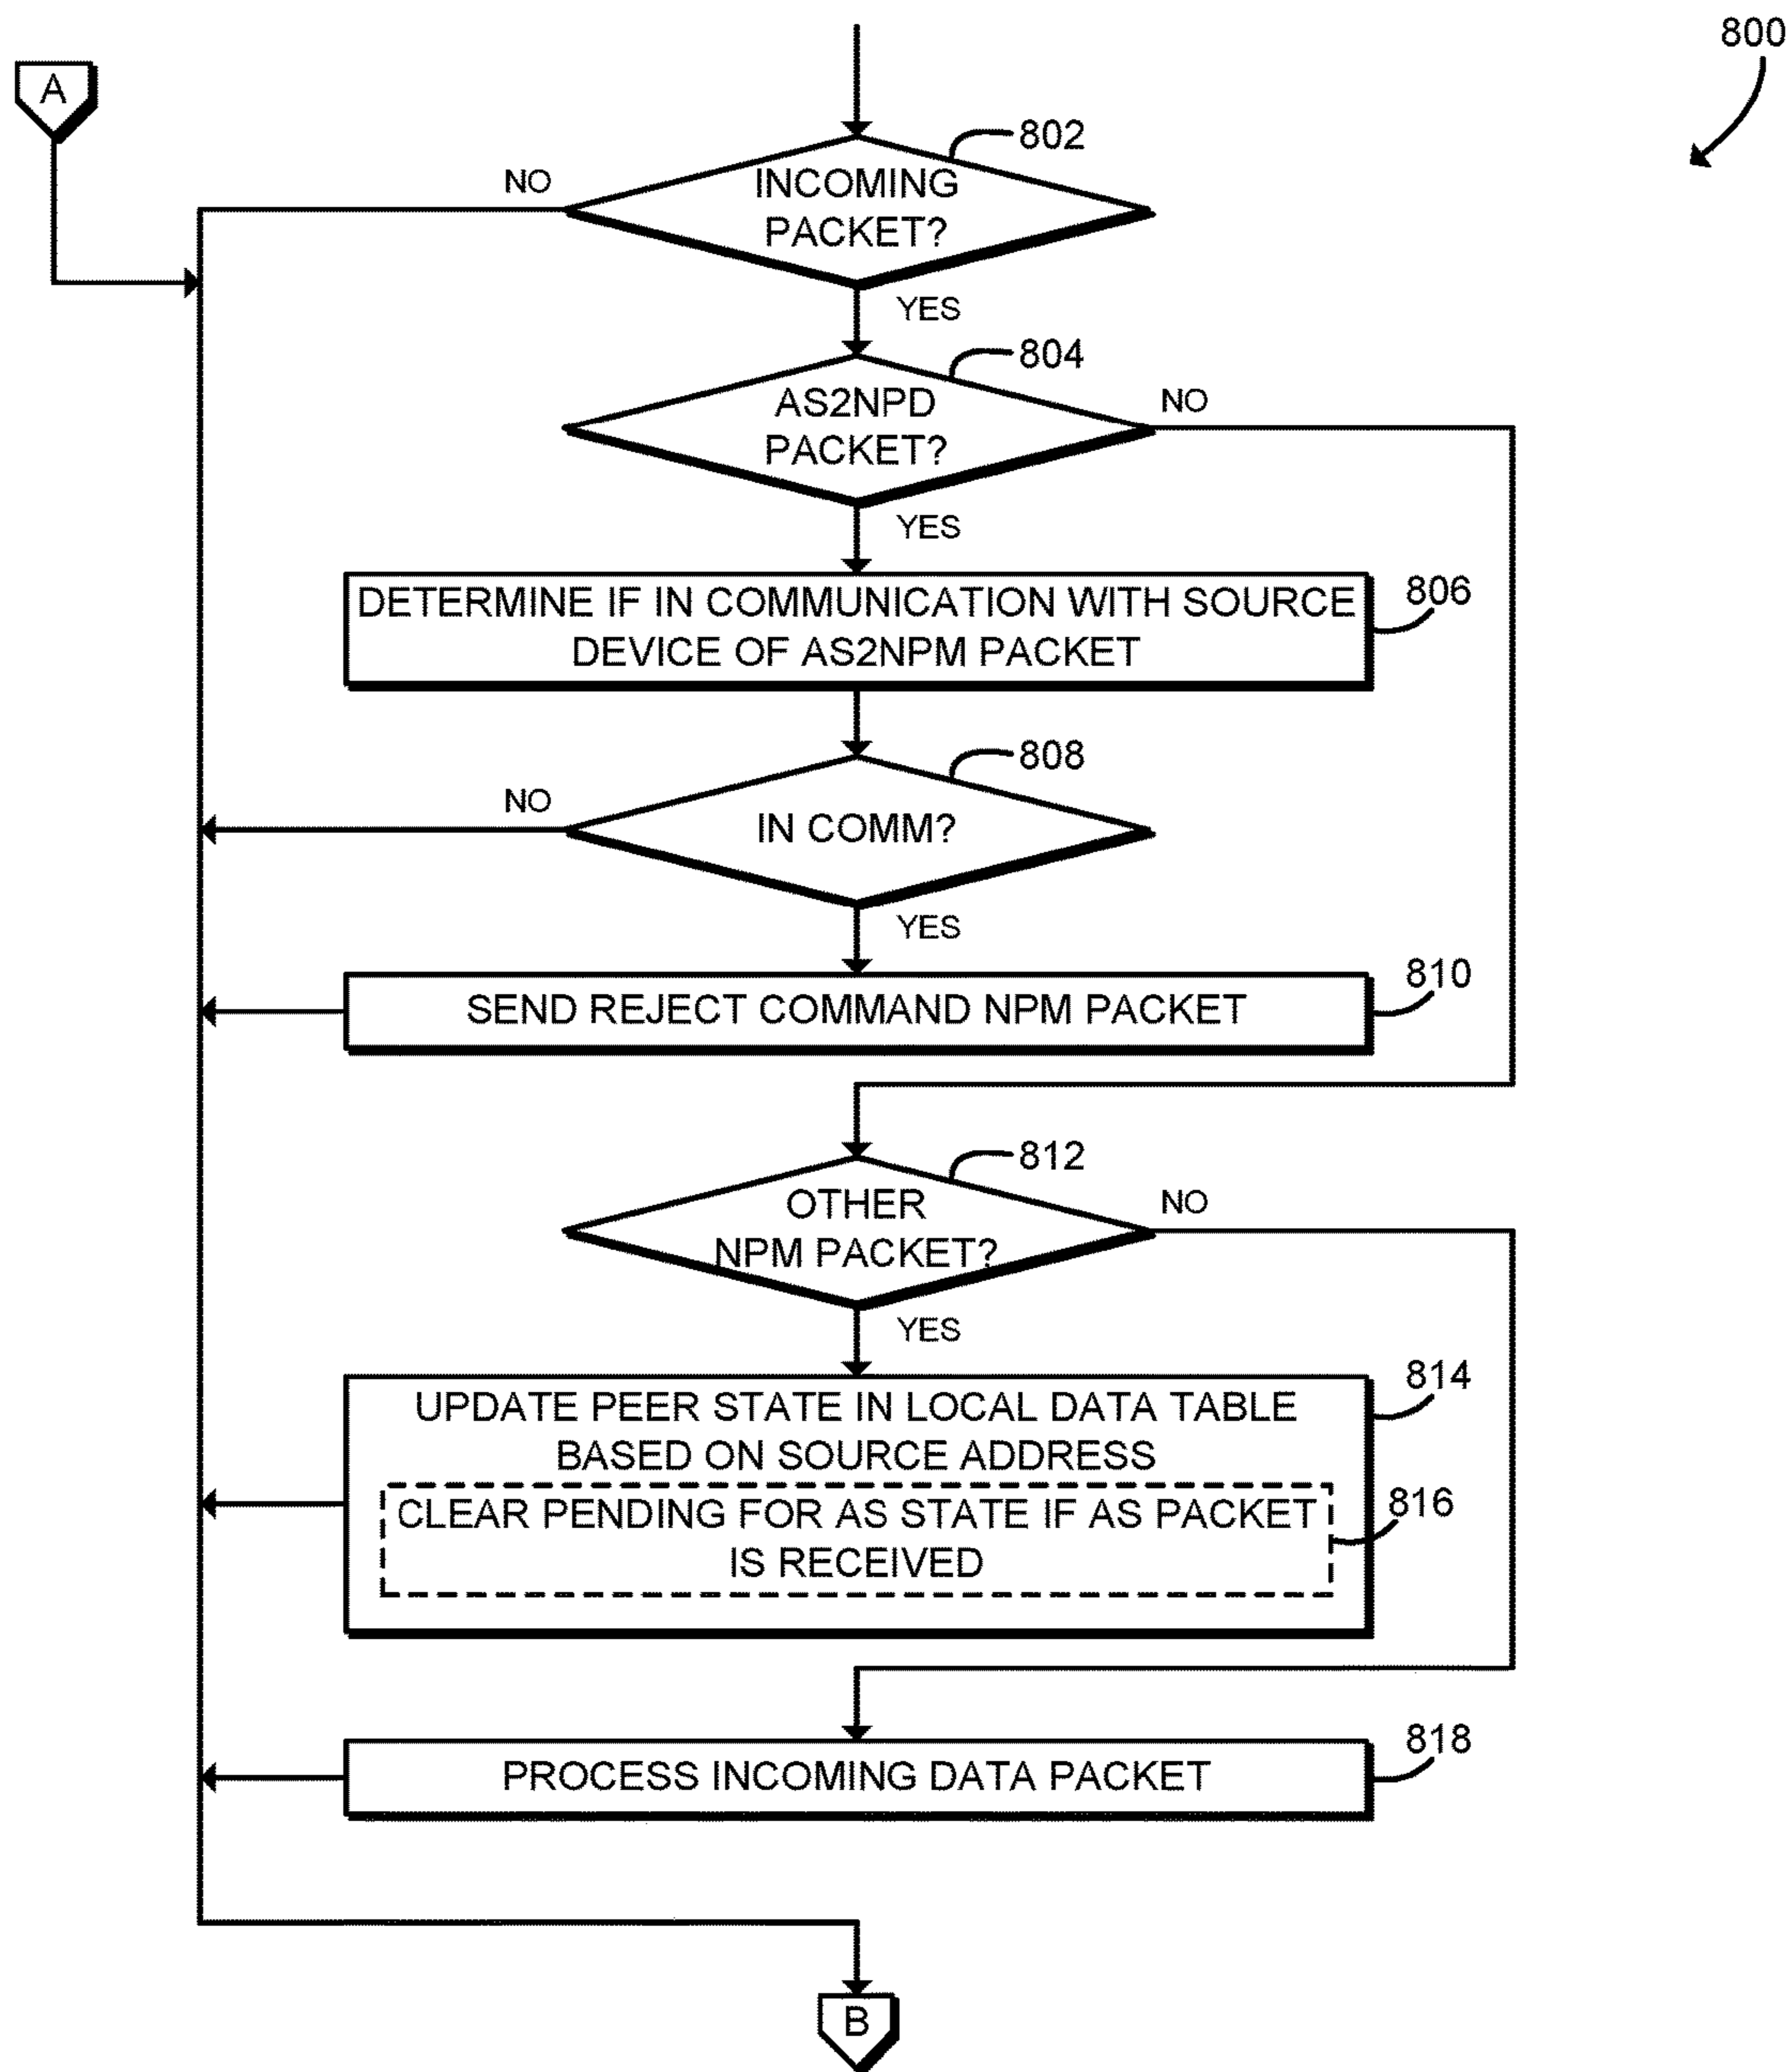 800
A
802
NO
INCOMING
PACKET?
YES
804
AS2NPD
PACKET?
NO
YES
DETERMINE IF IN COMMUNICATION WITH SOURCE
DEVICE OF AS2NPM PACKET
806
808
NO
IN COMM?
YES
SEND REJECT COMMAND NPM PACKET
810
812
OTHER
NPM PACKET?
NO
YES
UPDATE PEER STATE IN LOCAL DATA TABLE
BASED ON SOURCE ADDRESS
814
CLEAR PENDING FOR AS STATE IF AS PACKET
IS RECEIVED
816
PROCESS INCOMING DATA PACKET
818
B